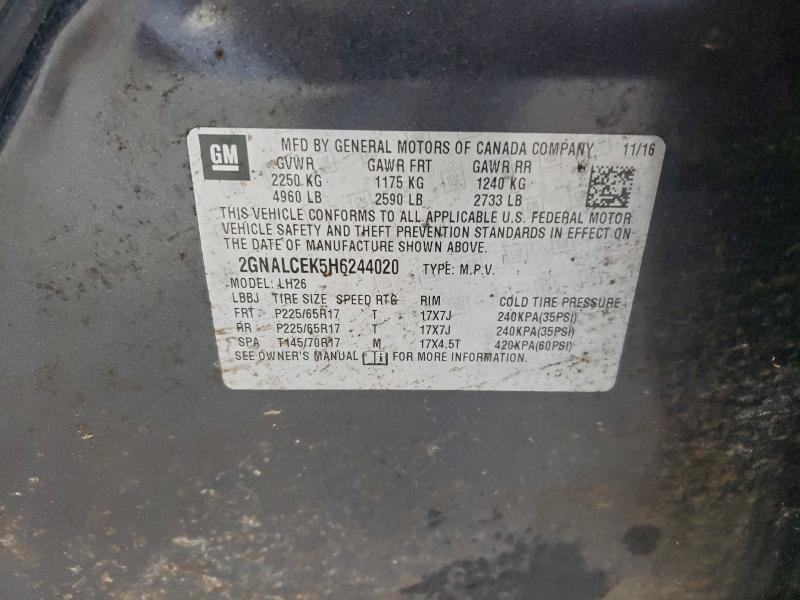 GM
MFD BY GENERAL MOTORS OF CANADA COMPANY 11/16
GVWR GAWR FRT GAWR RR
2250 KG 1175 KG 1240 KG
4960 LB 2590 LB 2733 LB
THIS VEHICLE CONFORMS TO ALL APPLICABLE U.S. FEDERAL MOTOR
VEHICLE SAFETY AND THEFT PREVENTION STANDARDS IN EFFECT ON
THE DATE OF MANUFACTURE SHOWN ABOVE.
2GNALCEK5H6244020 TYPE: M.P.V.
MODEL: LH26
LBBJ TIRE SIZE SPEED RTG RIM COLD TIRE PRESSURE
FRT P225/65R17 T 17X7J 240KPA(35PSI)
RR P225/65R17 T 17X7J 240KPA(35PSI)
SPA T145/70R17 M 17X4.5T 420KPA(60PSI)
SEE OWNER'S MANUAL FOR MORE INFORMATION.